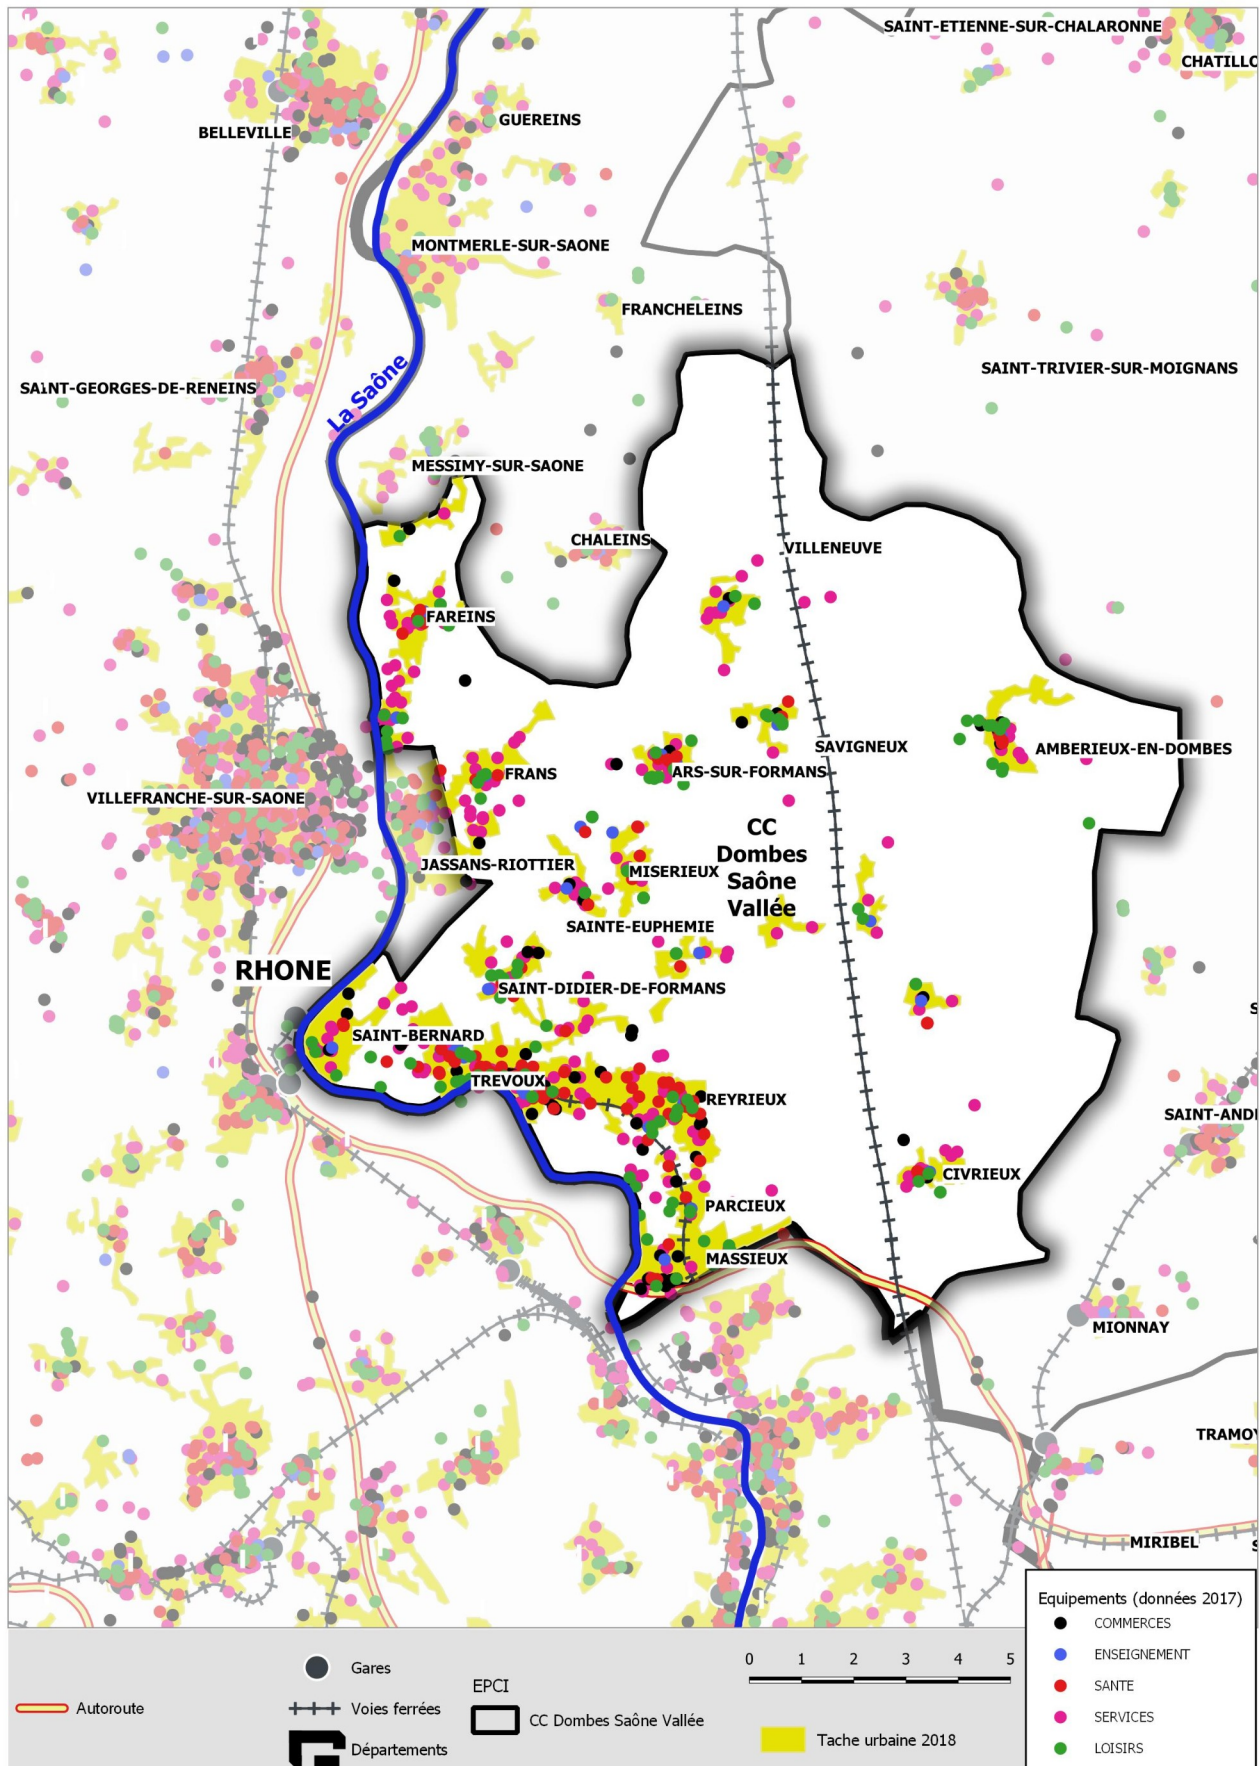 SAINT-ETIENNE-SUR-CHALARONNE
CHATILLO
GUEREINS
BELLEVILLE
MONTMERLE-SUR-SAONE
FRANCHELEINS
SAINT-TRIVIER-SUR-MOIGNANS
SAINT-GEORGES-DE-RENEINS
La Saône
MESSIMY-SUR-SAONE
CHALEINS
VILLENEUVE
FAREINS
SAVIGNEUX
AMBERIEUX-EN-DOMBES
FRANS
ARS-SUR-FORMANS
VILLEFRANCHE-SUR-SAONE
CC
Dombes
Saône
Vallée
JASSANS-RIOTTIER
MISERIEUX
SAINTE-EUPHEMIE
RHONE
SAINT-DIDIER-DE-FORMANS
S
SAINT-BERNARD
TREVOUX
REYRIEUX
SAINT-AND
CIVRIEUX
PARCIEUX
MASSIEUX
MIONNAY
TRAMOY
MIRIBEL
S
Equipements (données 2017)
COMMERCES
ENSEIGNEMENT
SANTE
SERVICES
LOISIRS
Autoroute
Gares
Voies ferrées
Départements
EPCI
CC Dombes Saône Vallée
0 1 2 3 4 5
Tache urbaine 2018